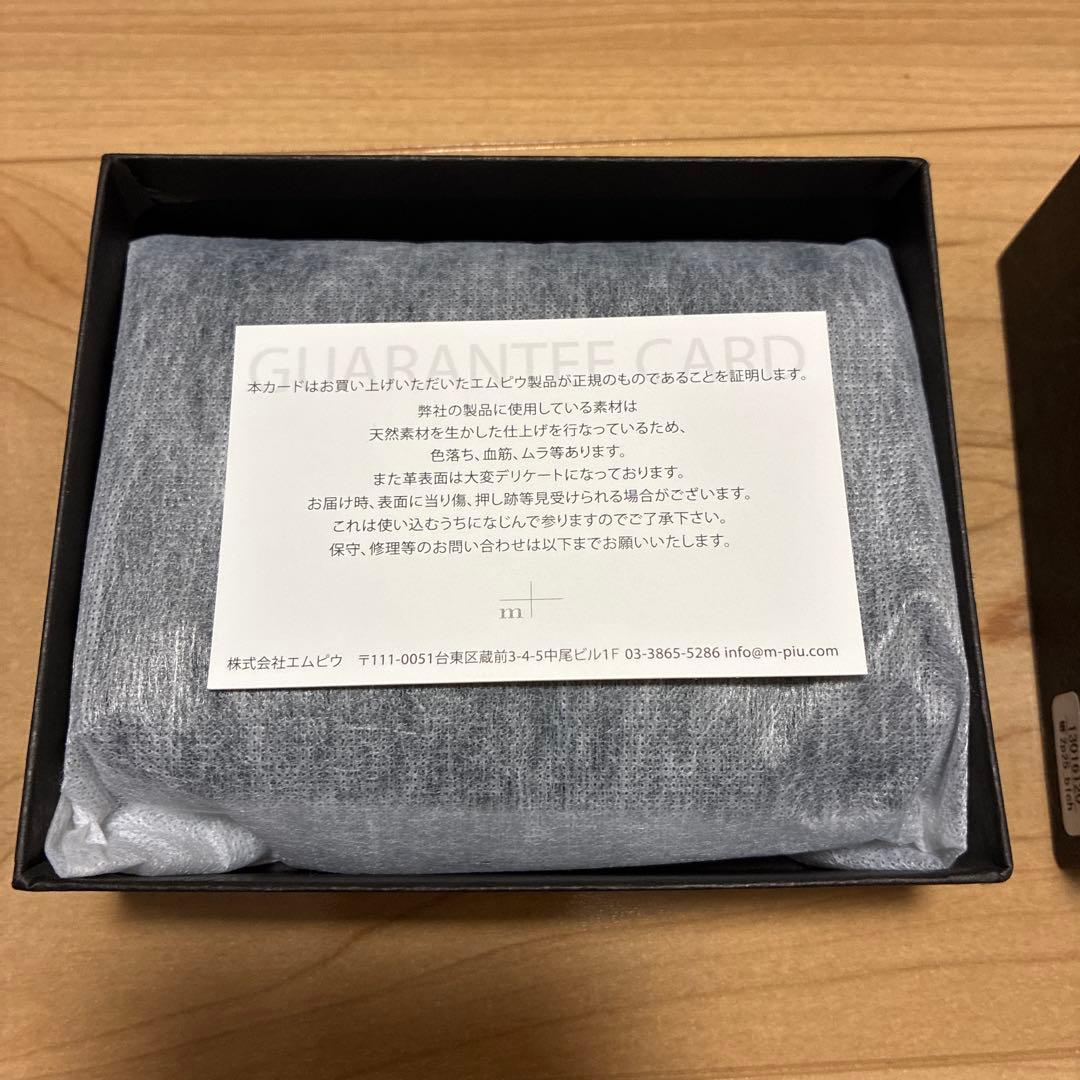 GUARANTEE CARD
本カードはお買い上げいただいたエムピウ製品が正規のものであることを証明します。
弊社の製品に使用している素材は
天然素材を生かした仕上げを行なっているため、
色落ち、血筋、ムラ等あります。
また革表面は大変デリケートになっております。
お届け時、表面に当り傷、押し跡等見受けられる場合がございます。
これは使い込むうちになじんで参りますのでご了承下さい。
保守、修理等のお問い合わせは以下までお願いいたします。
m
株式会社エムピウ 〒111-0051台東区蔵前3-4-5中尾ビル1F 03-3865-5286 info@m-piu.com